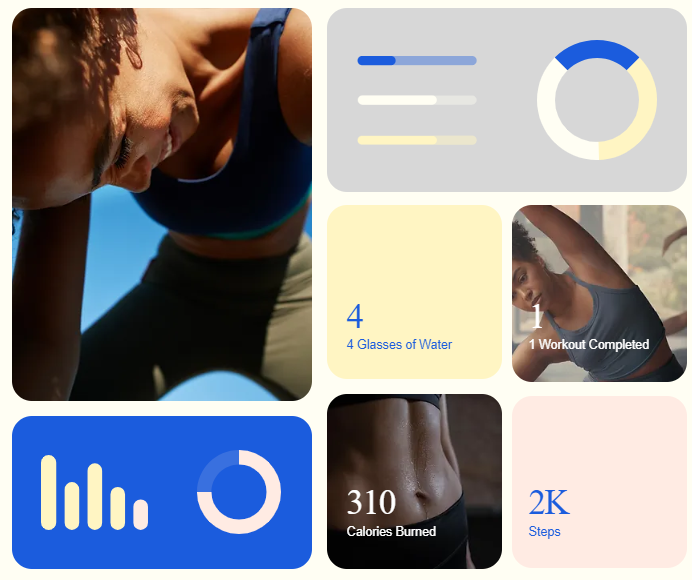 4
4 Glasses of Water
1
1 Workout Completed
310
Calories Burned
2K
Steps